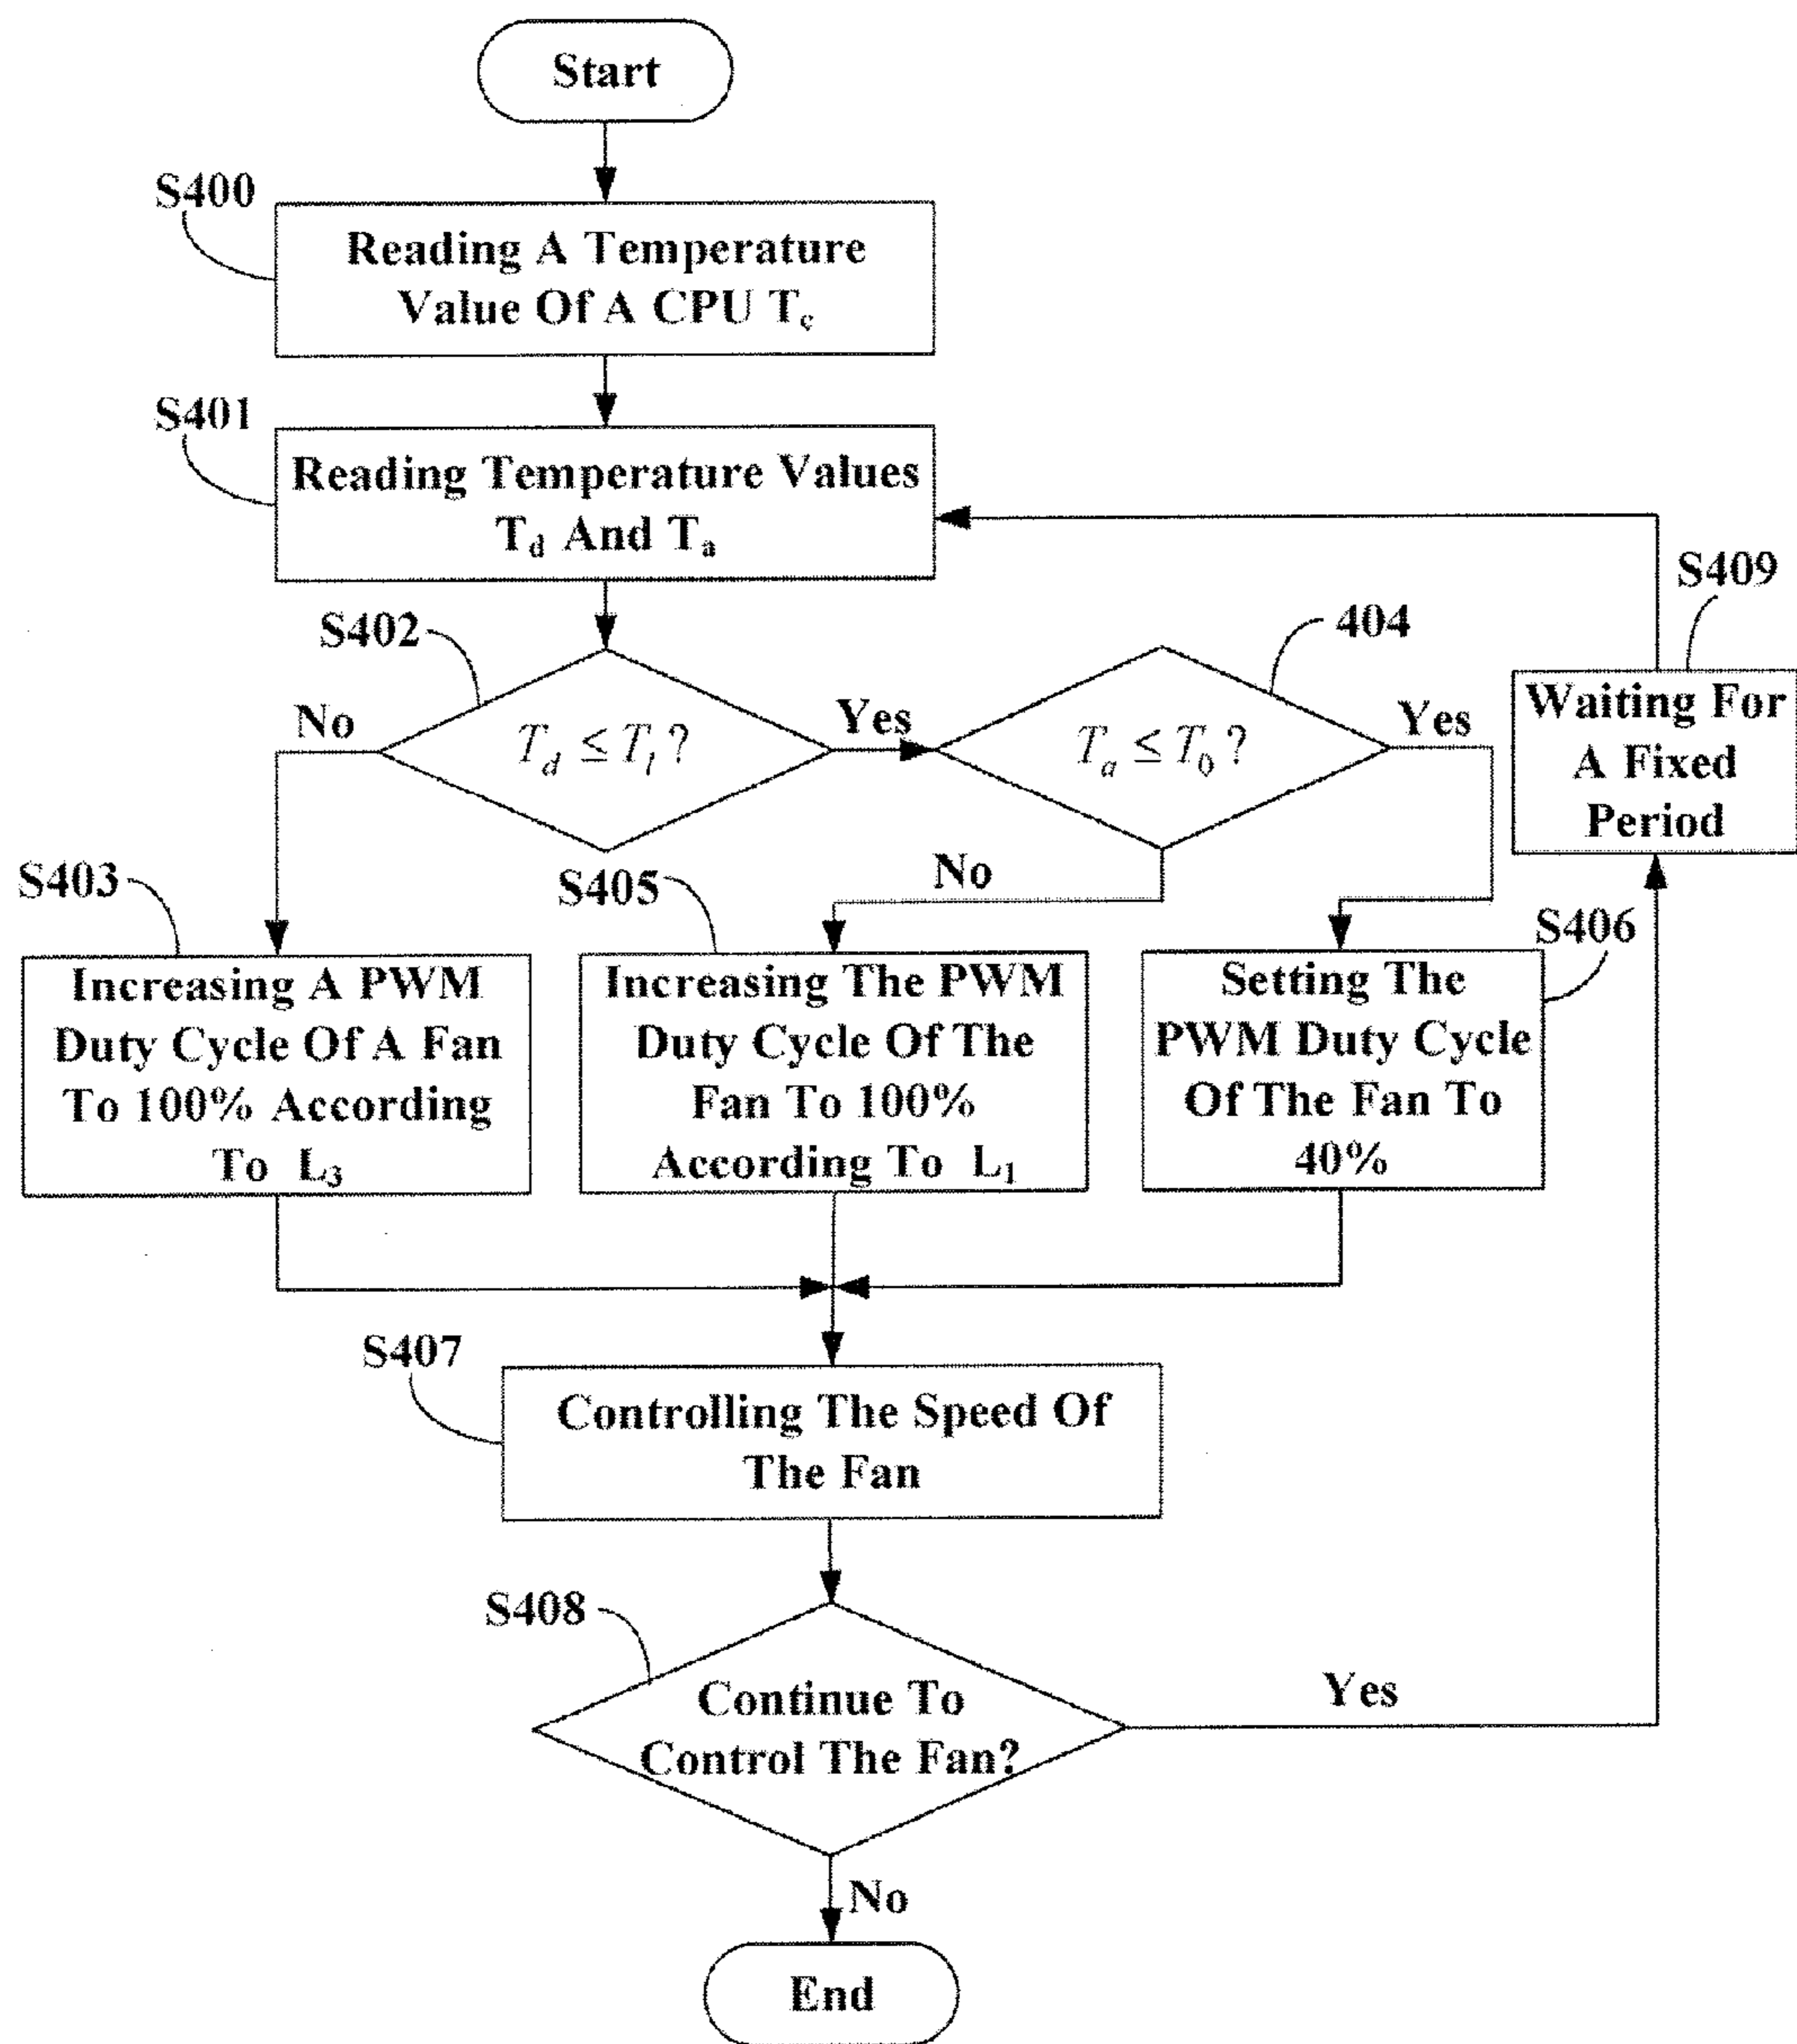 Start
S400
Reading A Temperature
Value Of A CPU Tc
S401
Reading Temperature Values
Td And Ta
S409
Waiting For
A Fixed
Period
S402
Td ≤ Tl ?
No
Yes
404
Ta ≤ T0 ?
Yes
No
S403
Increasing A PWM
Duty Cycle Of A Fan
To 100% According
To L3
S405
Increasing The PWM
Duty Cycle Of The
Fan To 100%
According To L1
S406
Setting The
PWM Duty Cycle
Of The Fan To
40%
S407
Controlling The Speed Of
The Fan
S408
Continue To
Control The Fan?
Yes
No
End